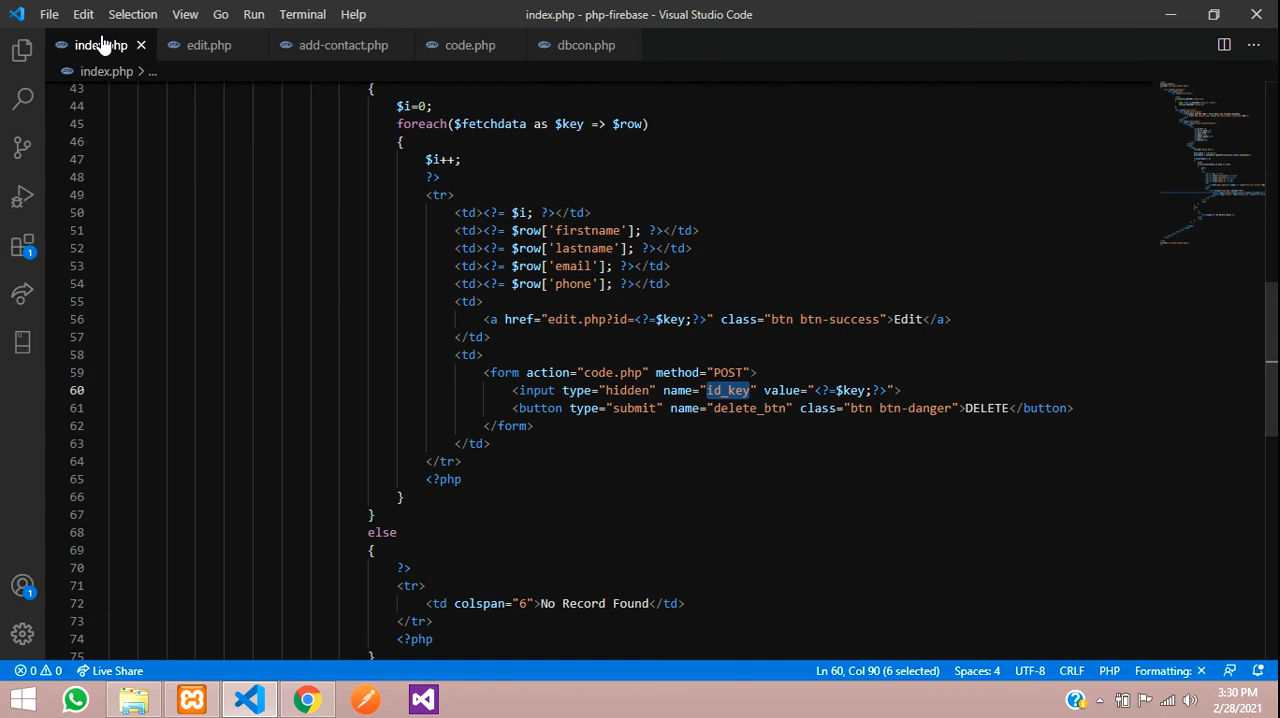 File Edit Selection View Go Run Terminal Help index.php - php-firebase - Visual Studio Code
index.php edit.php add-contact.php code.php dbcon.php
index.php > ...
43 {
44 $i=0;
45 foreach($fetchdata as $key => $row)
46 {
47 $i++;
48 ?>
49 <tr>
50 <td><?= $i; ?></td>
51 <td><?= $row['firstname']; ?></td>
52 <td><?= $row['lastname']; ?></td>
53 <td><?= $row['email']; ?></td>
54 <td><?= $row['phone']; ?></td>
55 <td>
56 <a href="edit.php?id=<?=$key;?>" class="btn btn-success">Edit</a>
57 </td>
58 <td>
59 <form action="code.php" method="POST">
60 <input type="hidden" name="id_key" value="<?=$key;?>">
61 <button type="submit" name="delete_btn" class="btn btn-danger">DELETE</button>
62 </form>
63 </td>
64 </tr>
65 <?php
66 }
67 }
68 else
69 {
70 ?>
71 <tr>
72 <td colspan="6">No Record Found</td>
73 </tr>
74 <?php
75 }
1
1
0 0 Live Share Ln 60, Col 90 (6 selected) Spaces: 4 UTF-8 CRLF PHP Formatting: ×
3:30 PM
2/28/2021